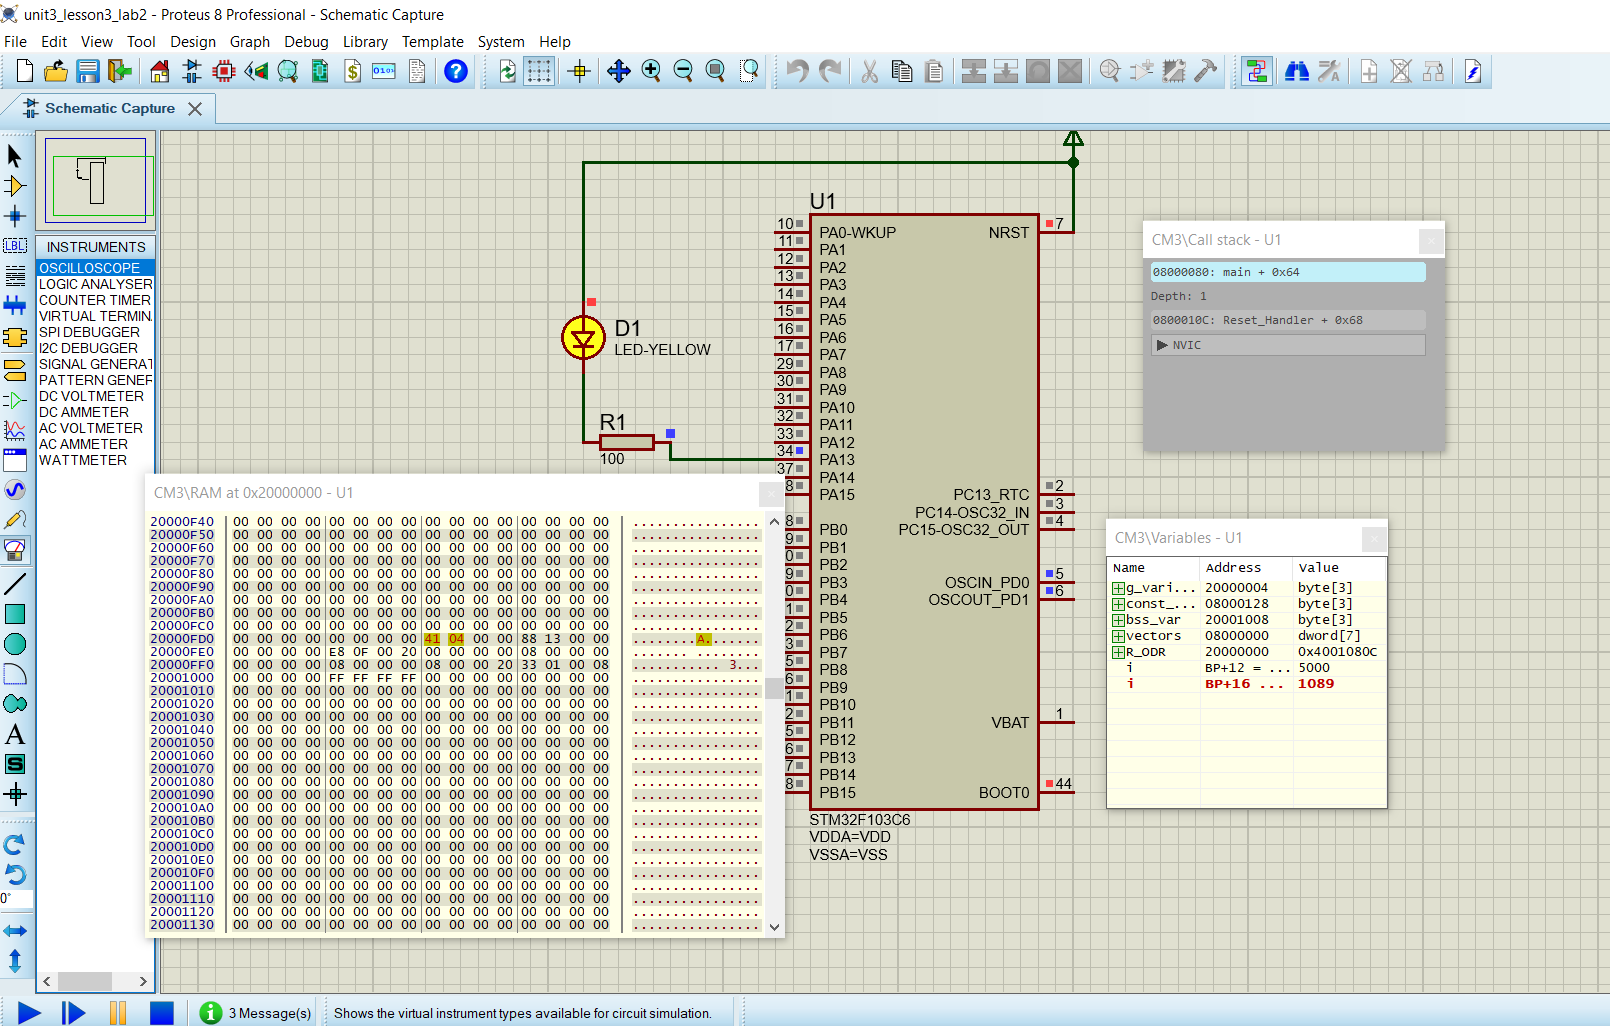 unit3_lesson3_lab2 - Proteus 8 Professional - Schematic Capture
File Edit View Tool Design Graph Debug Library Template System Help
Schematic Capture
INSTRUMENTS
OSCILLOSCOPE
LOGIC ANALYSER
COUNTER TIMER
VIRTUAL TERMIN
SPI DEBUGGER
I2C DEBUGGER
SIGNAL GENERAT
PATTERN GENER
DC VOLTMETER
DC AMMETER
AC VOLTMETER
AC AMMETER
WATTMETER
LBL
A
S
0°
D1
LED-YELLOW
R1
100
U1
10 PA0-WKUP
11 PA1
12 PA2
13 PA3
14 PA4
15 PA5
16 PA6
17 PA7
29 PA8
30 PA9
31 PA10
32 PA11
33 PA12
34 PA13
37 PA14
8 PA15
8 PB0
9 PB1
0 PB2
9 PB3
0 PB4
1 PB5
2 PB6
3 PB7
5 PB8
6 PB9
1 PB10
2 PB11
5 PB12
6 PB13
7 PB14
8 PB15
NRST 7
PC13_RTC 2
PC14-OSC32_IN 3
PC15-OSC32_OUT 4
OSCIN_PD0 5
OSCOUT_PD1 6
VBAT 1
BOOT0 44
STM32F103C6
VDDA=VDD
VSSA=VSS
CM3\Call stack - U1
08000080: main + 0x64
Depth: 1
0800010C: Reset_Handler + 0x68
NVIC
CM3\RAM at 0x20000000 - U1
20000F40 00 00 00 00 00 00 00 00 00 00 00 00 00 00 00 00 ................
20000F50 00 00 00 00 00 00 00 00 00 00 00 00 00 00 00 00 ................
20000F60 00 00 00 00 00 00 00 00 00 00 00 00 00 00 00 00 ................
20000F70 00 00 00 00 00 00 00 00 00 00 00 00 00 00 00 00 ................
20000F80 00 00 00 00 00 00 00 00 00 00 00 00 00 00 00 00 ................
20000F90 00 00 00 00 00 00 00 00 00 00 00 00 00 00 00 00 ................
20000FA0 00 00 00 00 00 00 00 00 00 00 00 00 00 00 00 00 ................
20000FB0 00 00 00 00 00 00 00 00 00 00 00 00 00 00 00 00 ................
20000FC0 00 00 00 00 00 00 00 00 00 00 00 00 00 00 00 00 ................
20000FD0 00 00 00 00 00 00 00 00 41 04 00 00 88 13 00 00 ........A.......
20000FE0 00 00 00 00 E8 0F 00 20 00 00 00 00 08 00 00 00 ................
20000FF0 00 00 00 00 08 00 00 00 08 00 00 20 33 01 00 08 ............3...
20001000 00 00 00 00 FF FF FF FF 00 00 00 00 00 00 00 00 ................
20001010 00 00 00 00 00 00 00 00 00 00 00 00 00 00 00 00 ................
20001020 00 00 00 00 00 00 00 00 00 00 00 00 00 00 00 00 ................
20001030 00 00 00 00 00 00 00 00 00 00 00 00 00 00 00 00 ................
20001040 00 00 00 00 00 00 00 00 00 00 00 00 00 00 00 00 ................
20001050 00 00 00 00 00 00 00 00 00 00 00 00 00 00 00 00 ................
20001060 00 00 00 00 00 00 00 00 00 00 00 00 00 00 00 00 ................
20001070 00 00 00 00 00 00 00 00 00 00 00 00 00 00 00 00 ................
20001080 00 00 00 00 00 00 00 00 00 00 00 00 00 00 00 00 ................
20001090 00 00 00 00 00 00 00 00 00 00 00 00 00 00 00 00 ................
200010A0 00 00 00 00 00 00 00 00 00 00 00 00 00 00 00 00 ................
200010B0 00 00 00 00 00 00 00 00 00 00 00 00 00 00 00 00 ................
200010C0 00 00 00 00 00 00 00 00 00 00 00 00 00 00 00 00 ................
200010D0 00 00 00 00 00 00 00 00 00 00 00 00 00 00 00 00 ................
200010E0 00 00 00 00 00 00 00 00 00 00 00 00 00 00 00 00 ................
200010F0 00 00 00 00 00 00 00 00 00 00 00 00 00 00 00 00 ................
20001100 00 00 00 00 00 00 00 00 00 00 00 00 00 00 00 00 ................
20001110 00 00 00 00 00 00 00 00 00 00 00 00 00 00 00 00 ................
20001120 00 00 00 00 00 00 00 00 00 00 00 00 00 00 00 00 ................
20001130 00 00 00 00 00 00 00 00 00 00 00 00 00 00 00 00 ................
CM3\Variables - U1
Name Address Value
g_vari... 20000004 byte[3]
const_... 08000128 byte[3]
bss_var 20001008 byte[3]
vectors 08000000 dword[7]
R_ODR 20000000 0x4001080C
i BP+12 = ... 5000
i BP+16 ... 1089
3 Message(s)
Shows the virtual instrument types available for circuit simulation.